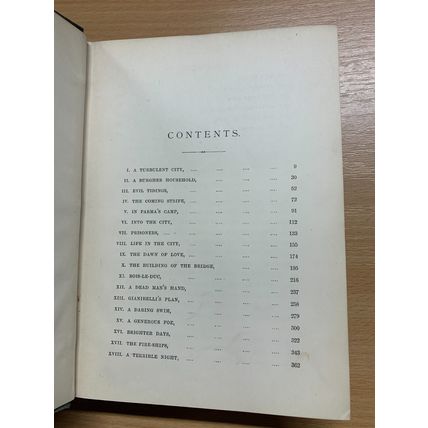 CONTENTS.
I. A TURBULENT CITY, .... .... .... .... 9
II. A BURGHER HOUSEHOLD, .... .... .... 30
III. EVIL TIDINGS, .... .... .... .... 52
IV. THE COMING STRIFE, .... .... .... .... 73
V. IN PARMA'S CAMP, .... .... .... .... 91
VI. INTO THE CITY, .... .... .... .... 112
VII. PRISONERS, .... .... .... .... 133
VIII. LIFE IN THE CITY, .... .... .... .... 155
IX. THE DAWN OF LOVE, .... .... .... .... 174
X. THE BUILDING OF THE BRIDGE, .... .... 195
XI. BOIS-LE-DUC, .... .... .... .... 216
XII. A DEAD MAN'S HAND, .... .... .... 237
XIII. GIANIBELLI'S PLAN, .... .... .... 258
XIV. A DARING SWIM, .... .... .... .... 279
XV. A GENEROUS FOE, .... .... .... .... 300
XVI. BRIGHTER DAYS, .... .... .... .... 322
XVII. THE FIRE-SHIPS, .... .... .... .... 343
XVIII. A TERRIBLE NIGHT, .... .... .... 362